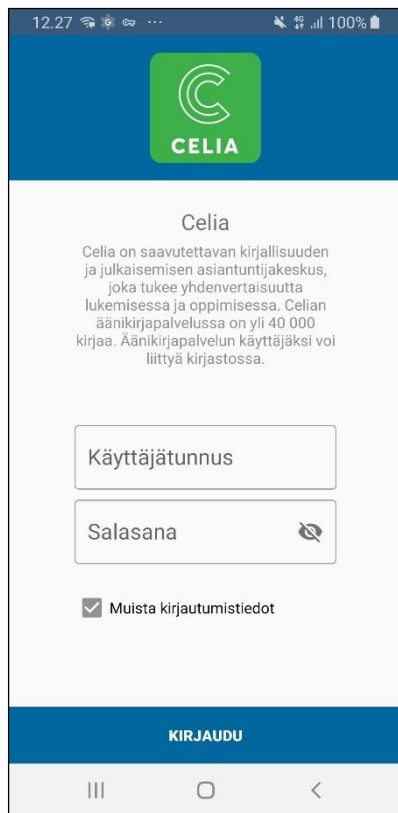 12.27 ··· 4G 100%
CELIA
Celia
Celia on saavutettavan kirjallisuuden
ja julkaisemisen asiantuntijakeskus,
joka tukee yhdenvertaisuutta
lukemisessa ja oppimisessa. Celian
äänikirjapalvelussa on yli 40 000
kirjaa. Äänikirjapalvelun käyttäjäksi voi
liittyä kirjastossa.
Käyttäjätunnus
Salasana
Muista kirjautumistiedot
KIRJAUDU